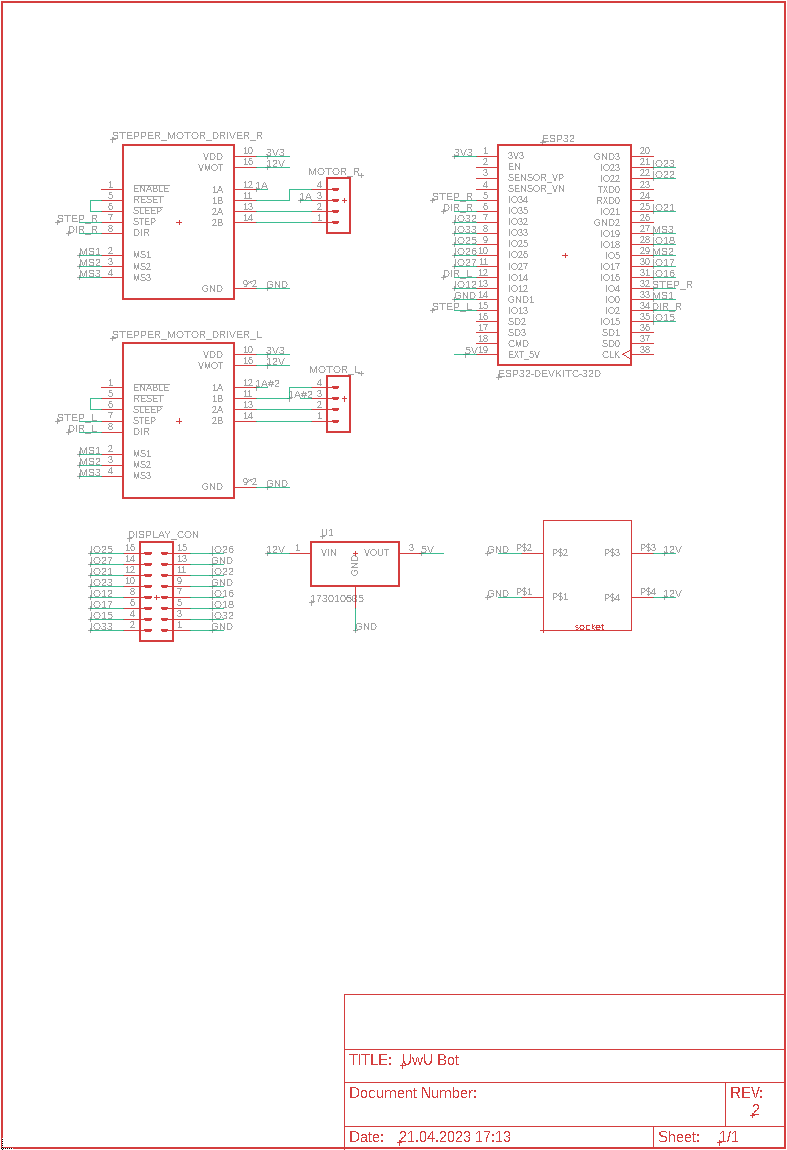 STEPPER_MOTOR_DRIVER_R
VDD 10 3V3
VMOT 15 12V
1 ENABLE
5 RESET
6 SLEEP
STEP_R 7 STEP
DIR_R 8 DIR
MS1 2 MS1
MS2 3 MS2
MS3 4 MS3
1A 12 1A
1B 11
2A 13
2B 14
GND 9*2 GND
MOTOR_R
4
1A 3
2
1
ESP32
3V3 1 3V3
2 EN
3 SENSOR_VP
4 SENSOR_VN
STEP_R 5 IO34
DIR_R 6 IO35
IO32 7 IO32
IO33 8 IO33
IO25 9 IO25
IO26 10 IO26
IO27 11 IO27
DIR_L 12 IO14
IO12 13 IO12
GND 14 GND1
STEP_L 15 IO13
16 SD2
17 SD3
18 CMD
5V 19 EXT_5V
GND3 20
IO23 21 IO23
IO22 22 IO22
TXD0 23
RXD0 24
IO21 25 IO21
GND2 26
IO19 27 MS3
IO18 28 IO18
IO5 29 MS2
IO17 30 IO17
IO16 31 IO16
IO4 32 STEP_R
IO0 33 MS1
IO2 34 DIR_R
IO15 35 IO15
SD1 36
SD0 37
CLK 38
ESP32-DEVKITC-32D
STEPPER_MOTOR_DRIVER_L
VDD 10 3V3
VMOT 15 12V
1 ENABLE
5 RESET
6 SLEEP
STEP_L 7 STEP
DIR_L 8 DIR
MS1 2 MS1
MS2 3 MS2
MS3 4 MS3
1A 12 1A#2
1B 11
2A 13
2B 14
GND 9*2 GND
MOTOR_L
4
1A#2 3
2
1
DISPLAY_CON
IO25 16 15 IO26
IO27 14 13 GND
IO21 12 11 IO22
IO23 10 9 GND
IO12 8 7 IO16
IO17 6 5 IO18
IO15 4 3 IO32
IO33 2 1 GND
U1
12V 1 VIN GND VOUT 3 5V
173010535
GND
GND P$2 P$2 P$3 P$3 12V
GND P$1 P$1 P$4 P$4 12V
socket
TITLE: UwU Bot
Document Number:
REV:
2
Date: 21.04.2023 17:13
Sheet: 1/1